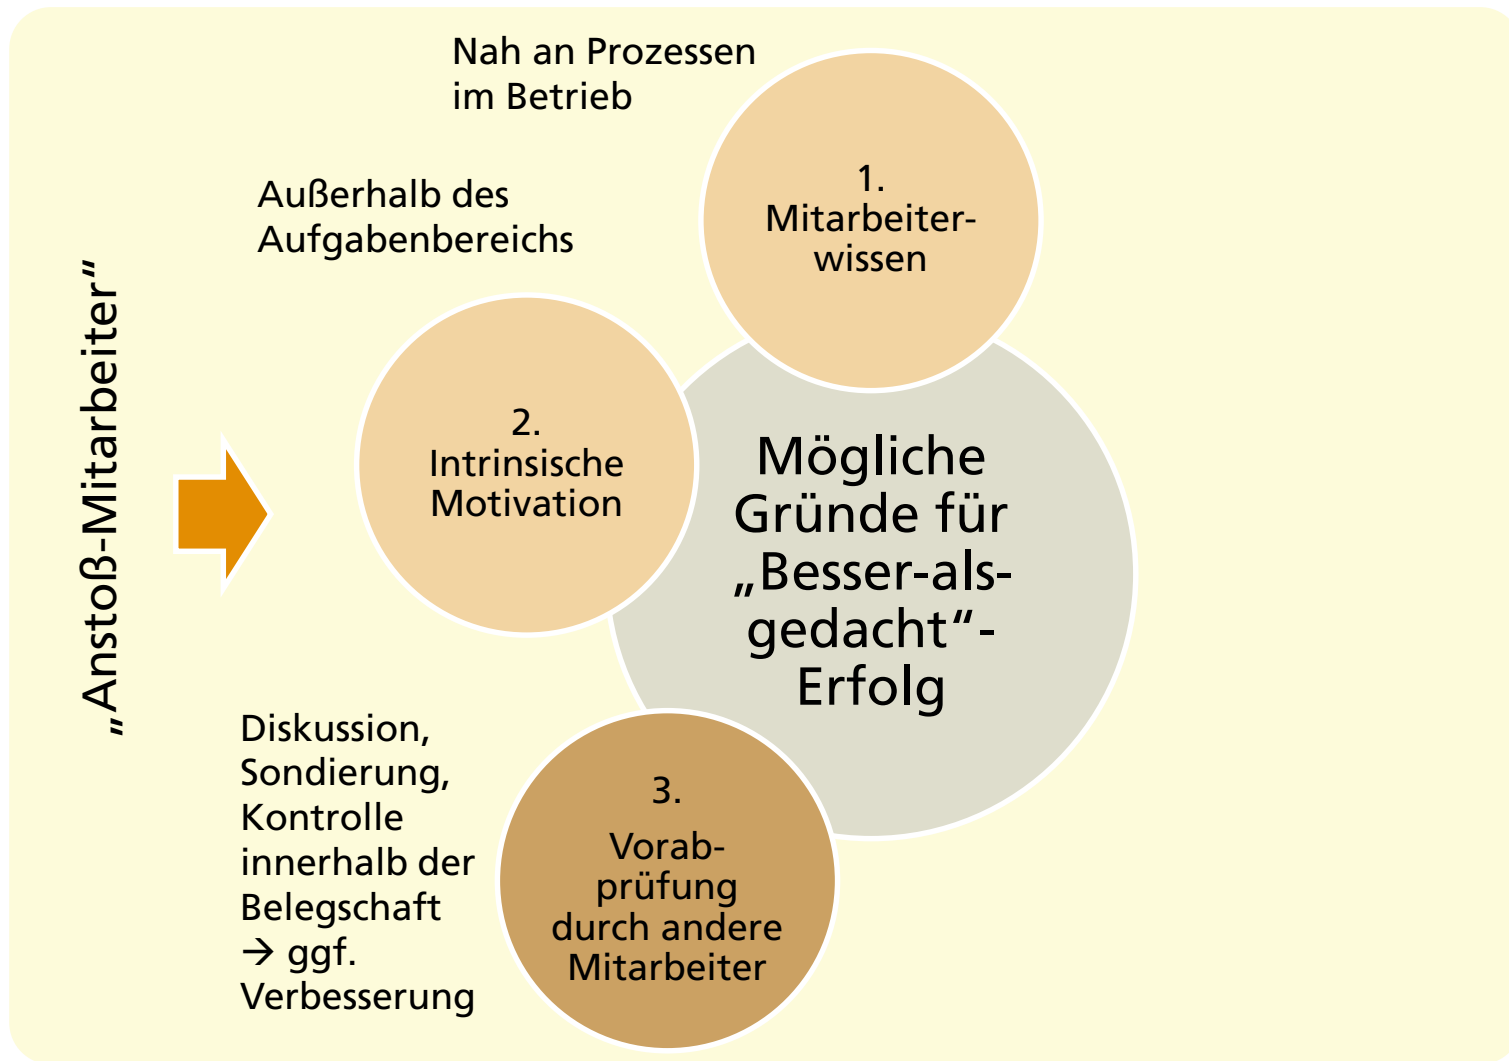 Nah an Prozessen
im Betrieb
1.
Mitarbeiter-
wissen
Außerhalb des
Aufgabenbereichs
2.
Intrinsische
Motivation
„Anstoß-Mitarbeiter“
Mögliche
Gründe für
„Besser-als-
gedacht“-
Erfolg
Diskussion,
Sondierung,
Kontrolle
innerhalb der
Belegschaft
→ ggf.
Verbesserung
3.
Vorab-
prüfung
durch andere
Mitarbeiter